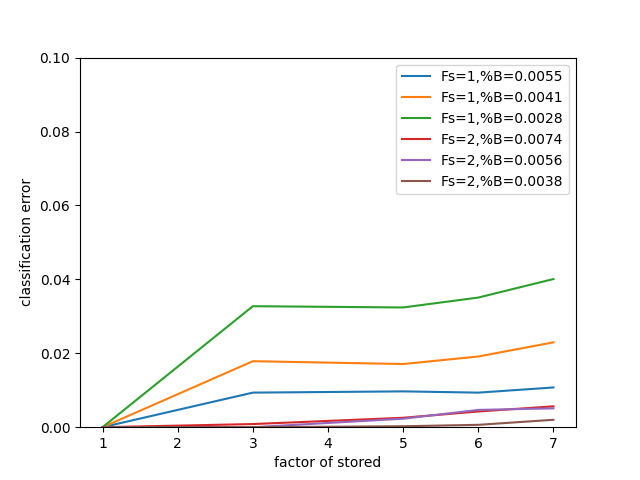 0.10
0.08
0.06
0.04
0.02
0.00
classification error
Fs=1,%B=0.0055
Fs=1,%B=0.0041
Fs=1,%B=0.0028
Fs=2,%B=0.0074
Fs=2,%B=0.0056
Fs=2,%B=0.0038
1 2 3 4 5 6 7
factor of stored